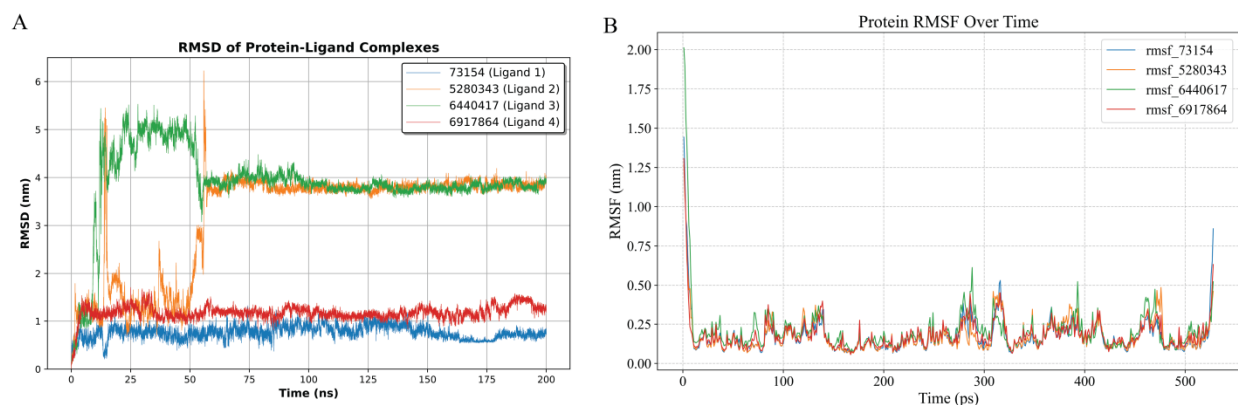 A
RMSD of Protein-Ligand Complexes
73154 (Ligand 1)
5280343 (Ligand 2)
6440417 (Ligand 3)
6917864 (Ligand 4)
RMSD (nm)
6
5
4
3
2
1
0
0 25 50 75 100 125 150 175 200
Time (ns)
B
Protein RMSF Over Time
rmsf_73154
rmsf_5280343
rmsf_6440617
rmsf_6917864
RMSF (nm)
2.00
1.75
1.50
1.25
1.00
0.75
0.50
0.25
0.00
0 100 200 300 400 500
Time (ps)